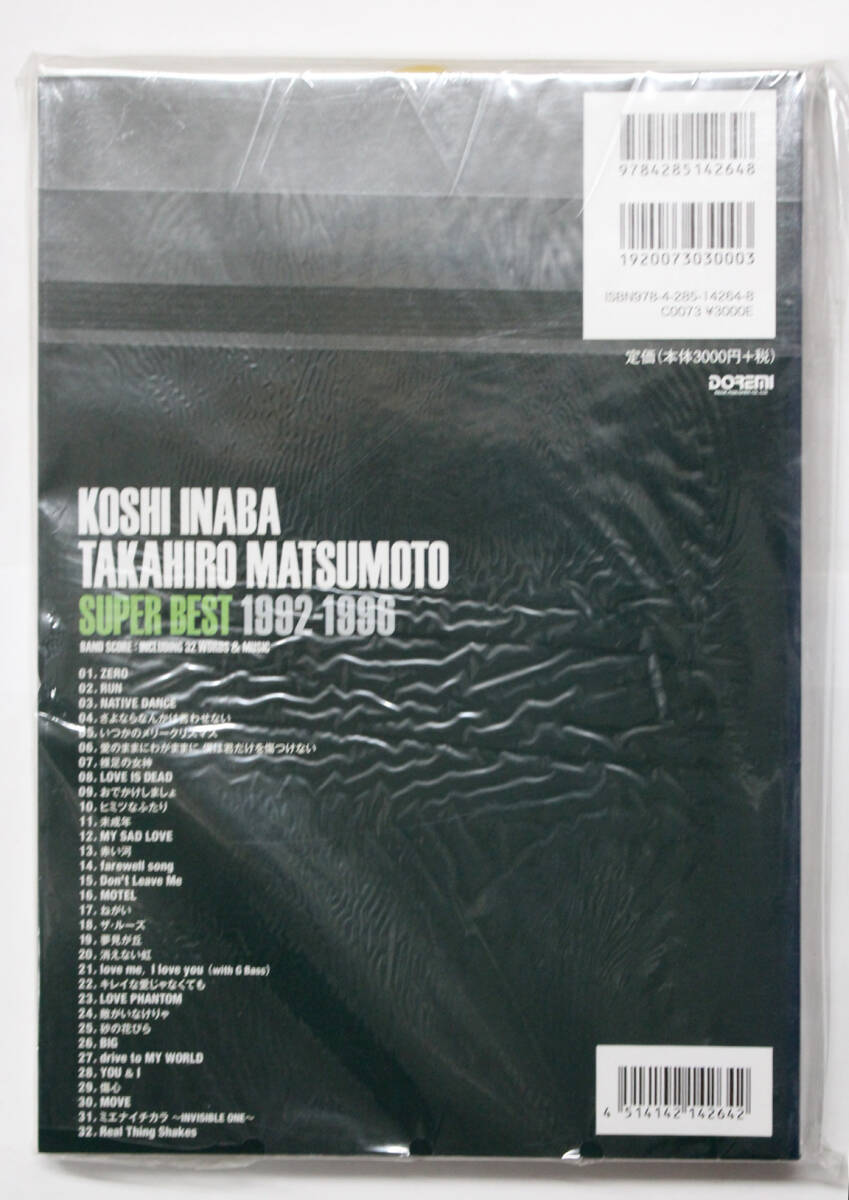 9784285142648
1920073030003
ISBN978-4-285-14264-8
C0073 ¥3000E
定価(本体3000円+税)
DOREMI
KOSHI INABA
TAKAHIRO MATSUMOTO
SUPER BEST 1992-1996
BAND SCORE : INCLUDING 32 WORDS & MUSIC
01. ZERO
02. RUN
03. NATIVE DANCE
04. さよならなんかは言わせない
05. いつかのメリークリスマス
06. 愛のままにわがままに 僕は君だけを傷つけない
07. 裸足の女神
08. LOVE IS DEAD
09. おでかけしましょ
10. ヒミツなふたり
11. 未成年
12. MY SAD LOVE
13. 赤い河
14. farewell song
15. Don't Leave Me
16. MOTEL
17. ねがい
18. ザ・ルーズ
19. 夢見が丘
20. 消えない虹
21. love me, I love you (with G Bass)
22. キレイな愛じゃなくても
23. LOVE PHANTOM
24. 敵がいなけりゃ
25. 砂の花びら
26. BIG
27. drive to MY WORLD
28. YOU & I
29. 傷心
30. MOVE
31. ミエナイチカラ 〜INVISIBLE ONE〜
32. Real Thing Shakes
4 514142 142642